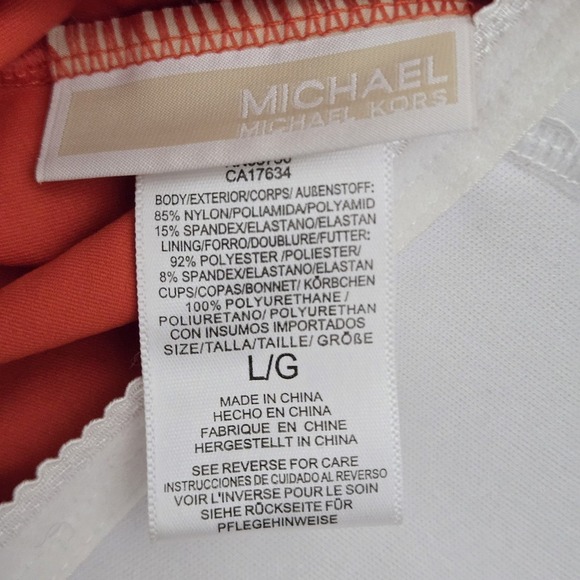 MICHAEL
MICHAEL KORS
CA17634
BODY/EXTERIOR/CORPS/ AUßENSTOFF:
85% NYLON/POLIAMIDA/POLYAMID
15% SPANDEX/ELASTANO/ELASTAN
LINING/FORRO/DOUBLURE/FUTTER:
92% POLYESTER /POLIESTER/
8% SPANDEX/ELASTANO/ELASTAN
CUPS/COPAS/BONNET/ KÖRBCHEN
100% POLYURETHANE /
POLIURETANO/ POLYURETHAN
CON INSUMOS IMPORTADOS
SIZE/TALLA/TAILLE/ GRÖßE
L/G
MADE IN CHINA
HECHO EN CHINA
FABRIQUE EN CHINE
HERGESTELLT IN CHINA
SEE REVERSE FOR CARE
INSTRUCCIONES DE CUIDADO AL REVERSO
VOIR L'INVERSE POUR LE SOIN
SIEHE RÜCKSEITE FÜR
PFLEGEHINWEISE